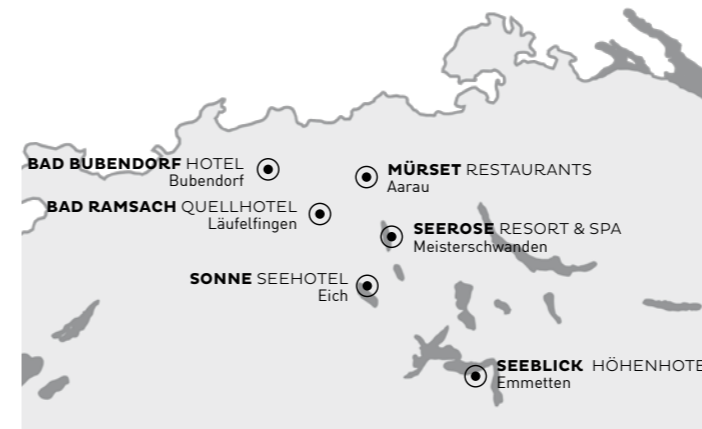 BAD BUBENDORF HOTEL
Bubendorf
MÜRSET RESTAURANTS
Aarau
BAD RAMSACH QUELLHOTEL
Läufelfingen
SEEROSE RESORT & SPA
Meisterschwanden
SONNE SEEHOTEL
Eich
SEEBLICK HÖHENHOTE
Emmetten